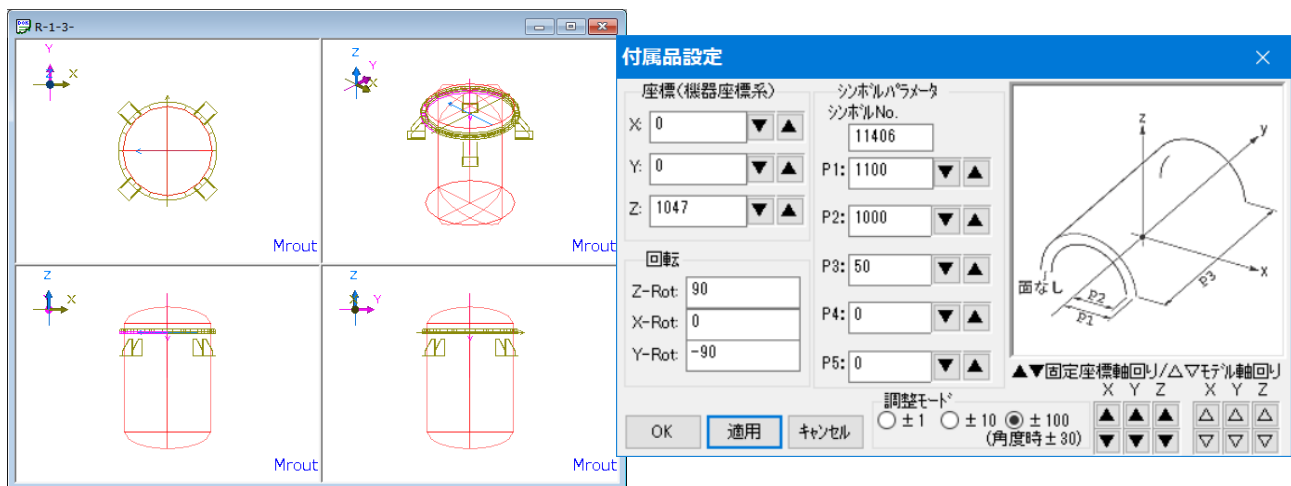 R-1-3-
Y
Z
X
Mrout
Z
Y
X
Mrout
Z
X
Mrout
Z
Y
Mrout
付属品設定
座標(機器座標系)
X: 0
Y: 0
Z: 1047
回転
Z-Rot: 90
X-Rot: 0
Y-Rot: -90
シンボルパラメータ
シンボルNo.
11406
P1: 1100
P2: 1000
P3: 50
P4: 0
P5: 0
z
y
x
面なし
P2
P1
P3
▲▼固定座標軸回り/△▽モデル軸回り
X Y Z X Y Z
調整モード
±1 ±10 ±100
(角度時±30)
OK 適用 キャンセル